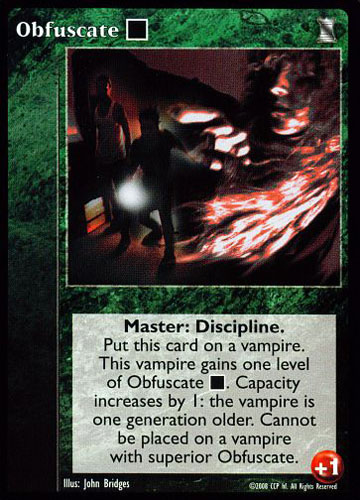 Obfuscate
Master: Discipline.
Put this card on a vampire.
This vampire gains one level
of Obfuscate ■. Capacity
increases by 1: the vampire is
one generation older. Cannot
be placed on a vampire
with superior Obfuscate.
+1
Illus: John Bridges
©2008 CCP hf. All Rights Reserved